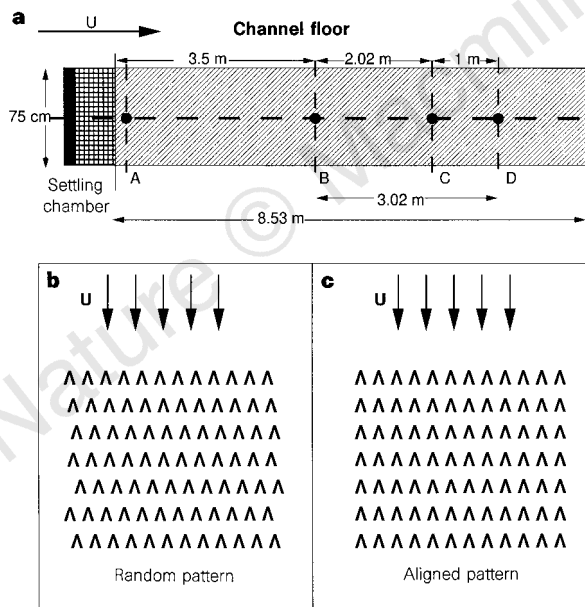 a
U
Channel floor
3.5 m
2.02 m
1 m
75 cm
A
B
C
D
Settling
chamber
3.02 m
8.53 m
b
U
Random pattern
c
U
Aligned pattern
Nature ©